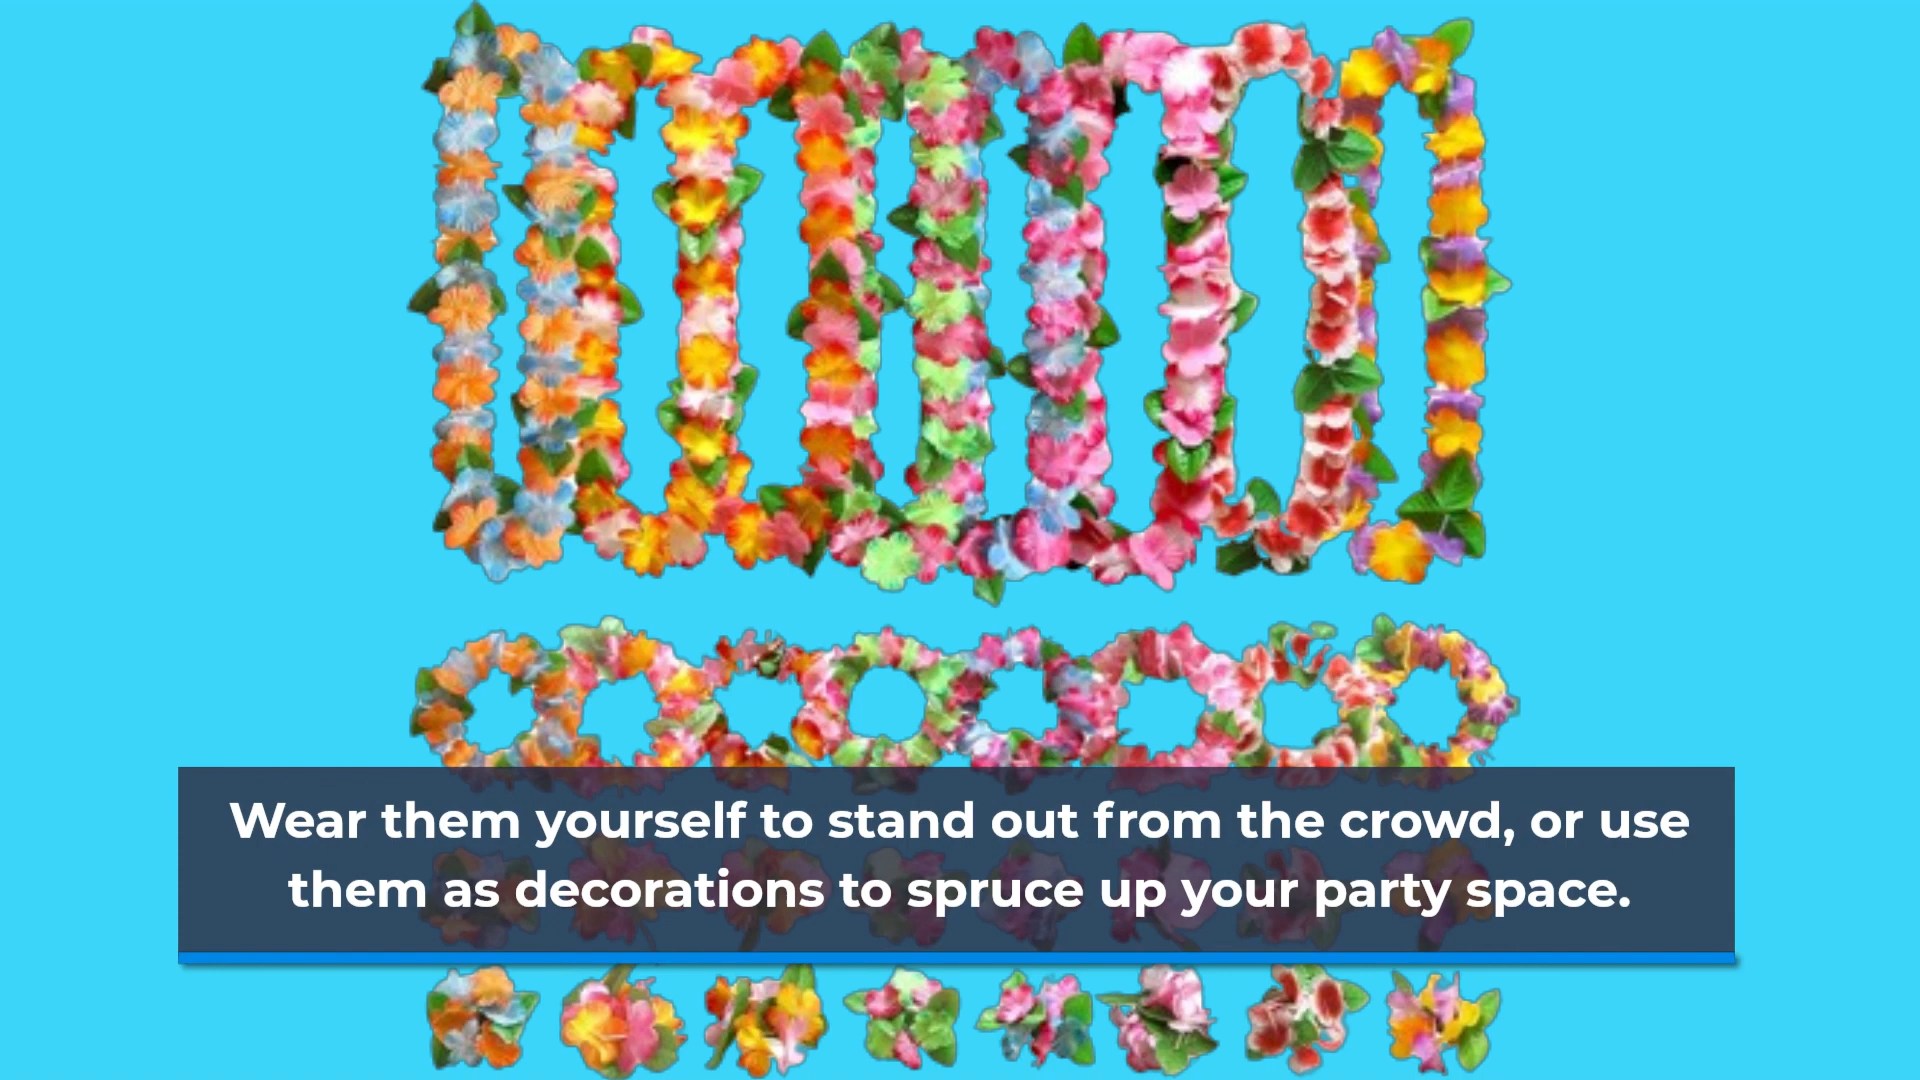 Wear them yourself to stand out from the crowd, or use
them as decorations to spruce up your party space.